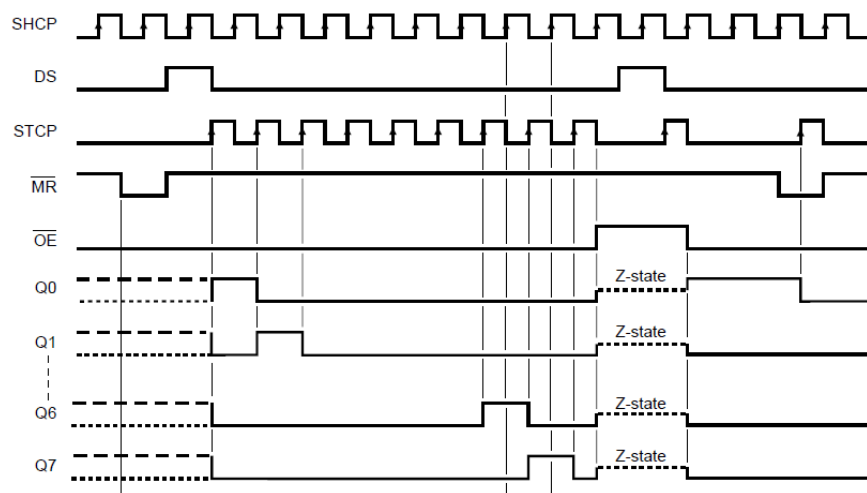 SHCP
DS
STCP
MR
OE
Q0 Z-state
Q1 Z-state
Q6 Z-state
Q7 Z-state